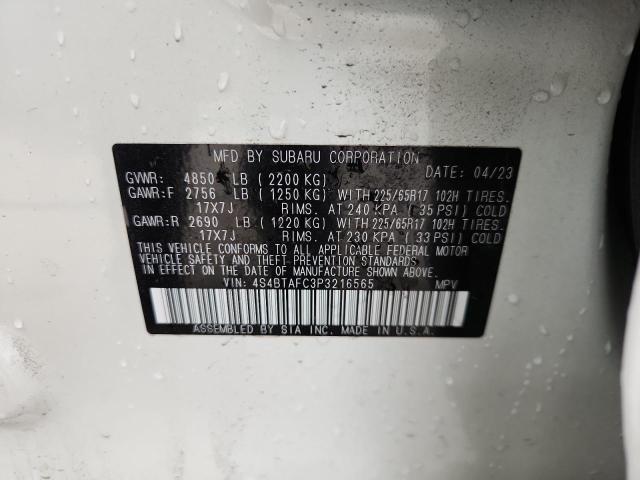 MFD BY SUBARU CORPORATION DATE: 04/23
GVWR: 4850 LB ( 2200 KG)
GAWR:F 2756 LB ( 1250 KG) WITH 225/65R17 102H TIRES.
17X7J RIMS. AT 240 KPA ( 35 PSI) COLD
GAWR:R 2690 LB ( 1220 KG) WITH 225/65R17 102H TIRES.
17X7J RIMS. AT 230 KPA ( 33 PSI) COLD
THIS VEHICLE CONFORMS TO ALL APPLICABLE FEDERAL MOTOR
VEHICLE SAFETY AND THEFT PREVENTION STANDARDS
IN EFFECT ON THE DATE OF MANUFACTURE SHOWN ABOVE.
VIN: 4S4BTAFC3P3216565 MPV
ASSEMBLED BY SIA INC. MADE IN U.S.A.